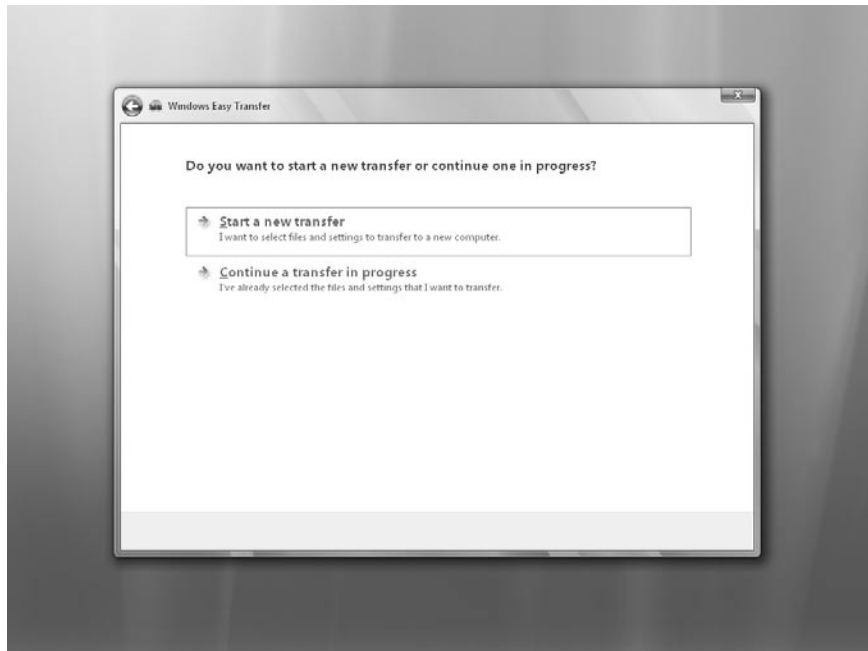 Windows Easy Transfer
Do you want to start a new transfer or continue one in progress?
Start a new transfer
I want to select files and settings to transfer to a new computer.
Continue a transfer in progress
I've already selected the files and settings that I want to transfer.